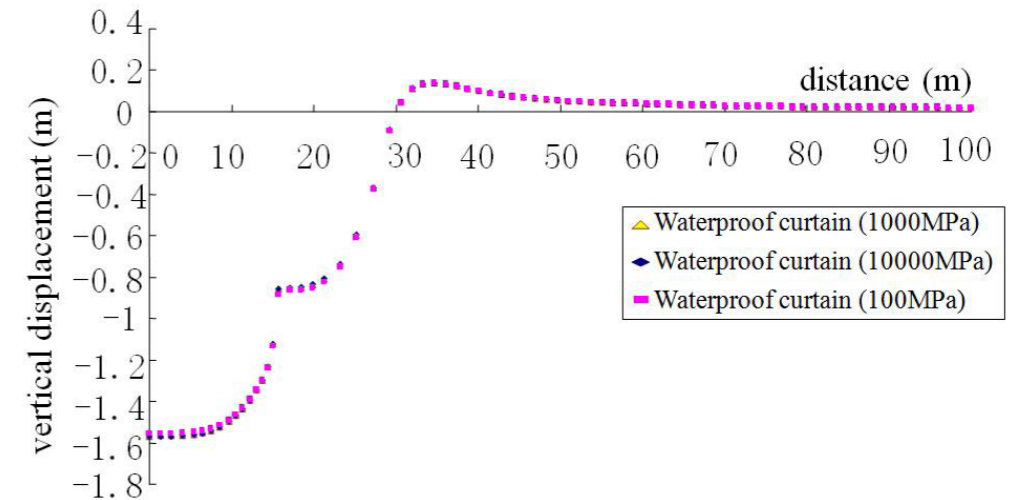 0.4
0.2
distance (m)
0
-0.2
0 10 20 30 40 50 60 70 80 90 100
-0.4
-0.6
-0.8
-1
-1.2
-1.4
-1.6
-1.8
vertical displacement (m)
Waterproof curtain (1000MPa)
Waterproof curtain (10000MPa)
Waterproof curtain (100MPa)